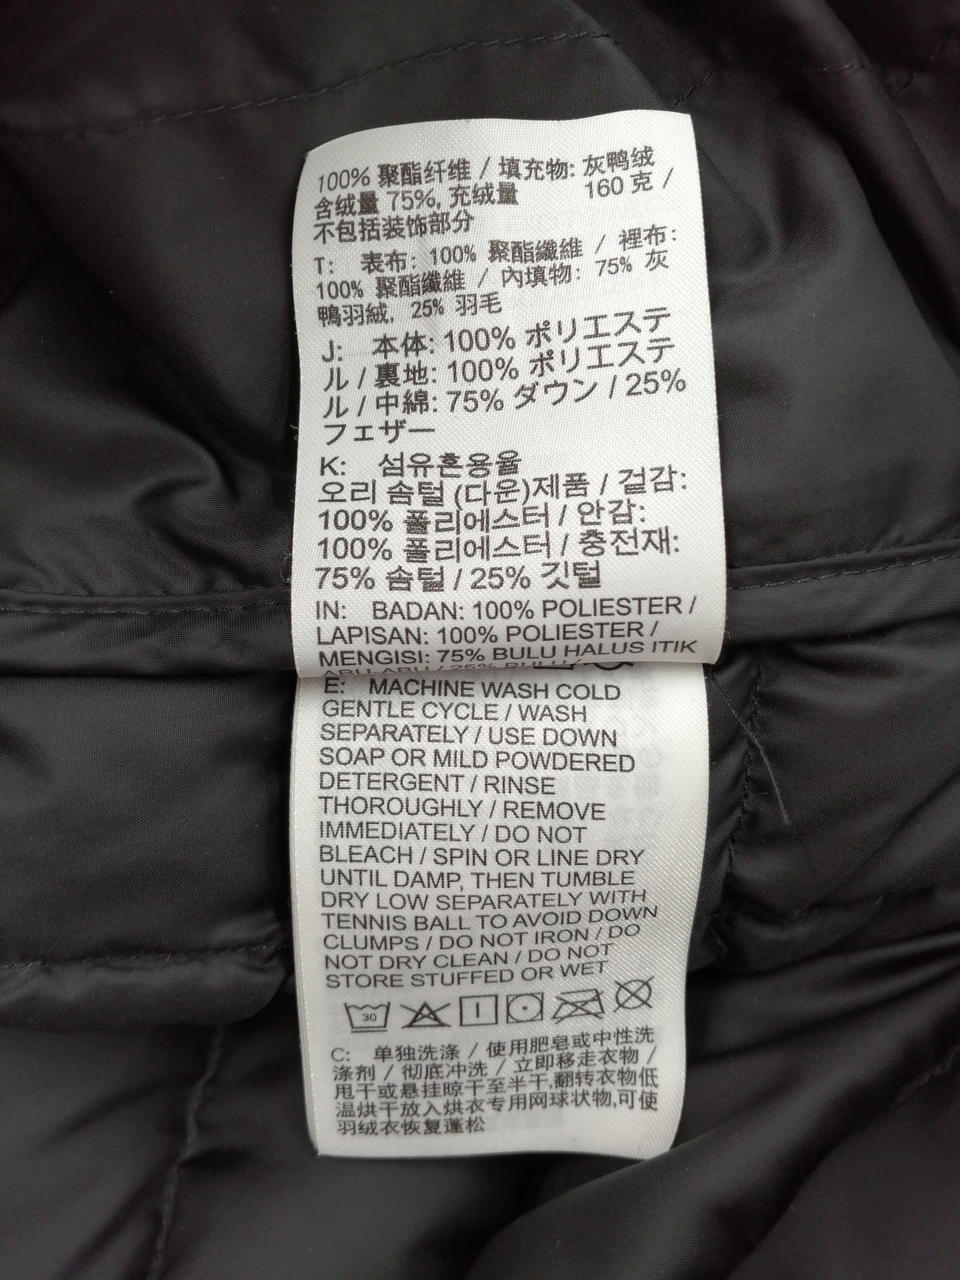 100% 聚酯纤维 / 填充物: 灰鸭绒
含绒量 75%, 充绒量 160 克 /
不包括装饰部分
T: 表布: 100% 聚酯纖維 / 裡布:
100% 聚酯纖維 / 內填物: 75% 灰
鴨羽絨, 25% 羽毛
J: 本体: 100% ポリエステ
ル / 裏地: 100% ポリエステ
ル / 中綿: 75% ダウン / 25%
フェザー
K: 섬유혼용율
오리 솜털 (다운)제품 / 겉감:
100% 폴리에스터 / 안감:
100% 폴리에스터 / 충전재:
75% 솜털 / 25% 깃털
IN: BADAN: 100% POLIESTER /
LAPISAN: 100% POLIESTER /
MENGISI: 75% BULU HALUS ITIK
ABU-ABU / 25% BULU /
E: MACHINE WASH COLD
GENTLE CYCLE / WASH
SEPARATELY / USE DOWN
SOAP OR MILD POWDERED
DETERGENT / RINSE
THOROUGHLY / REMOVE
IMMEDIATELY / DO NOT
BLEACH / SPIN OR LINE DRY
UNTIL DAMP, THEN TUMBLE
DRY LOW SEPARATELY WITH
TENNIS BALL TO AVOID DOWN
CLUMPS / DO NOT IRON / DO
NOT DRY CLEAN / DO NOT
STORE STUFFED OR WET
30
C: 单独洗涤 / 使用肥皂或中性洗
涤剂 / 彻底冲洗 / 立即移走衣物 /
甩干或悬挂晾干至半干,翻转衣物低
温烘干放入烘衣专用网球状物,可使
羽绒衣恢复蓬松